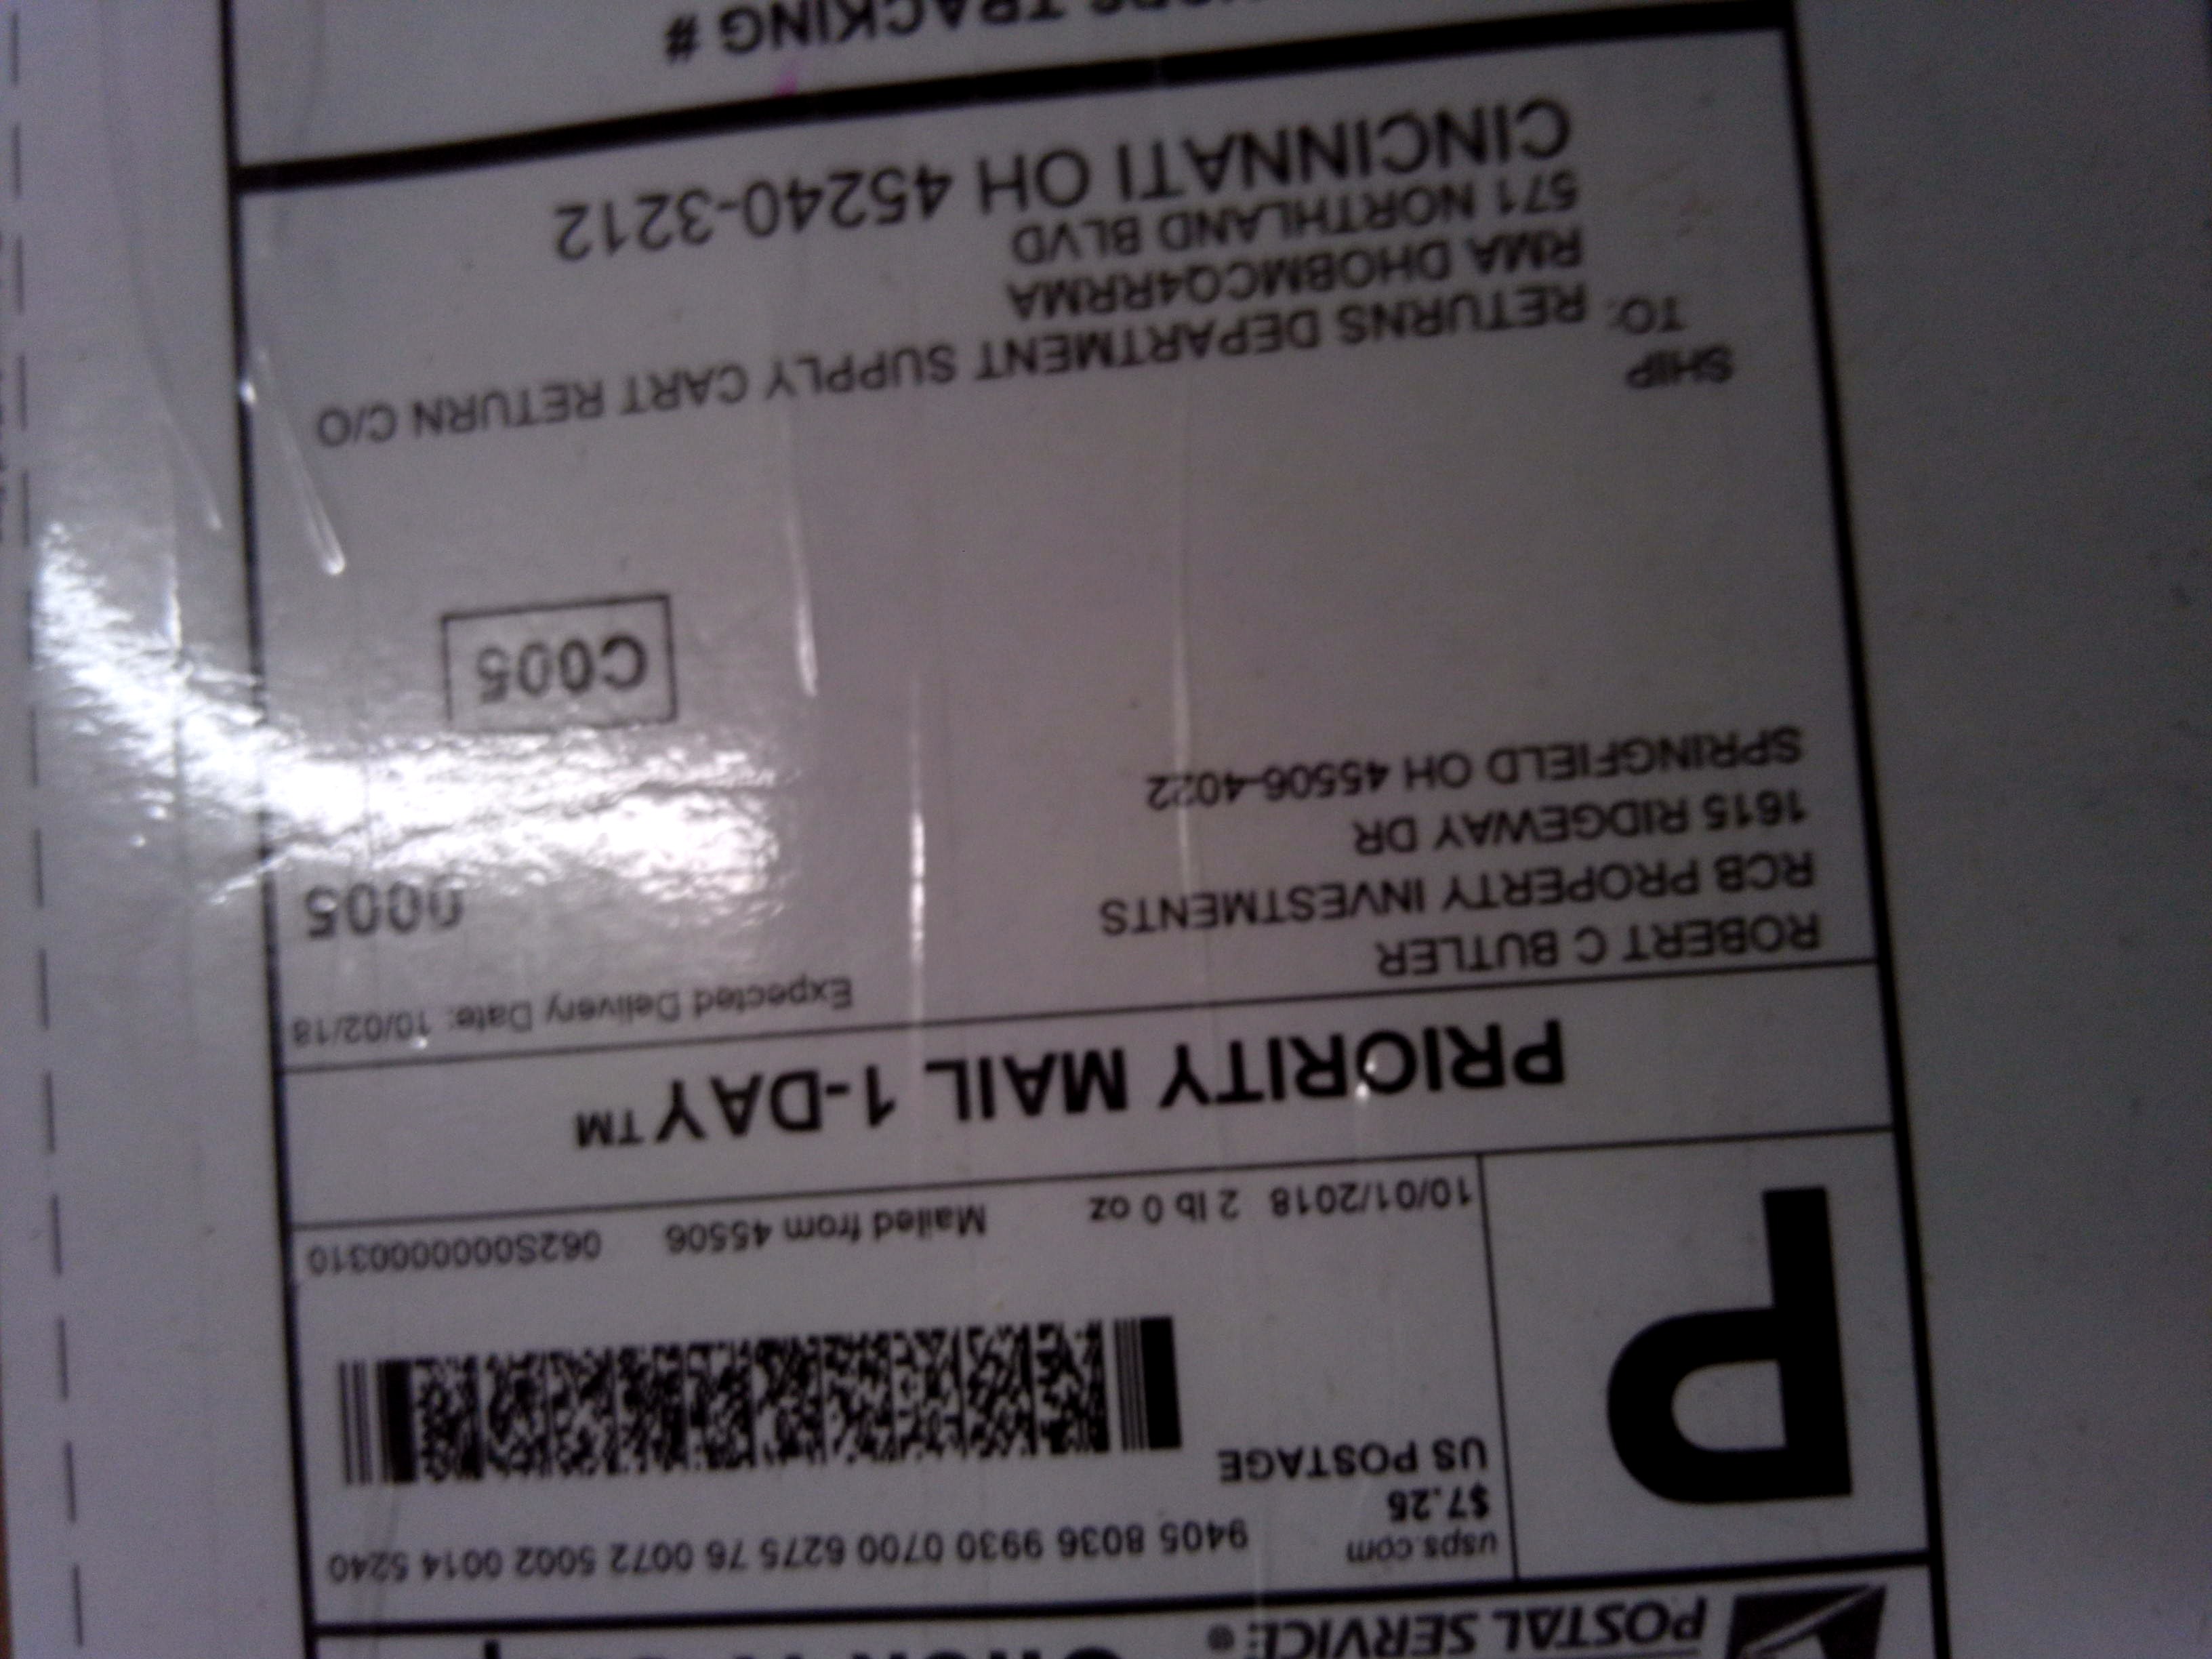 POSTAL SERVICE®
usps.com
$7.25
US POSTAGE
9405 8036 9930 0700 6275 76 0072 5002 0014 5240
10/01/2018 2 lb 0 oz Mailed from 45506 062S0000000310
P
PRIORITY MAIL 1-DAY™
Expected Delivery Date: 10/02/18
ROBERT C BUTLER
RCB PROPERTY INVESTMENTS
1615 RIDGEWAY DR
SPRINGFIELD OH 45506-4022
0005
C005
SHIP
TO:
RETURNS DEPARTMENT SUPPLY CART RETURN C/O
RMA DHOBMCQ4RRMA
571 NORTHLAND BLVD
CINCINNATI OH 45240-3212
TRACKING #